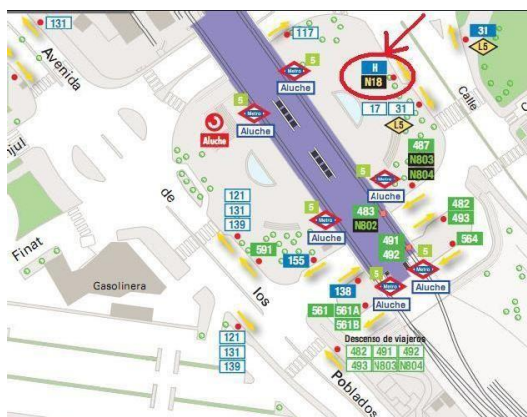 131
117
31
L5
H
N18
Avenida
5
Metro
Aluche
5
Metro
Aluche
Aluche
17 31
L5
Calle
njul
487
N803
N804
5
Metro
Aluche
de
121
131
139
482
493
483
N802
5
Metro
Aluche
491
492
564
Finat
591
155
5
Metro
5
Metro
Aluche
Aluche
Gasolinera
los
138
561 561A
561B
121
131
139
Descenso de viajeros
482 491 492
493 N803 N804
Poblados